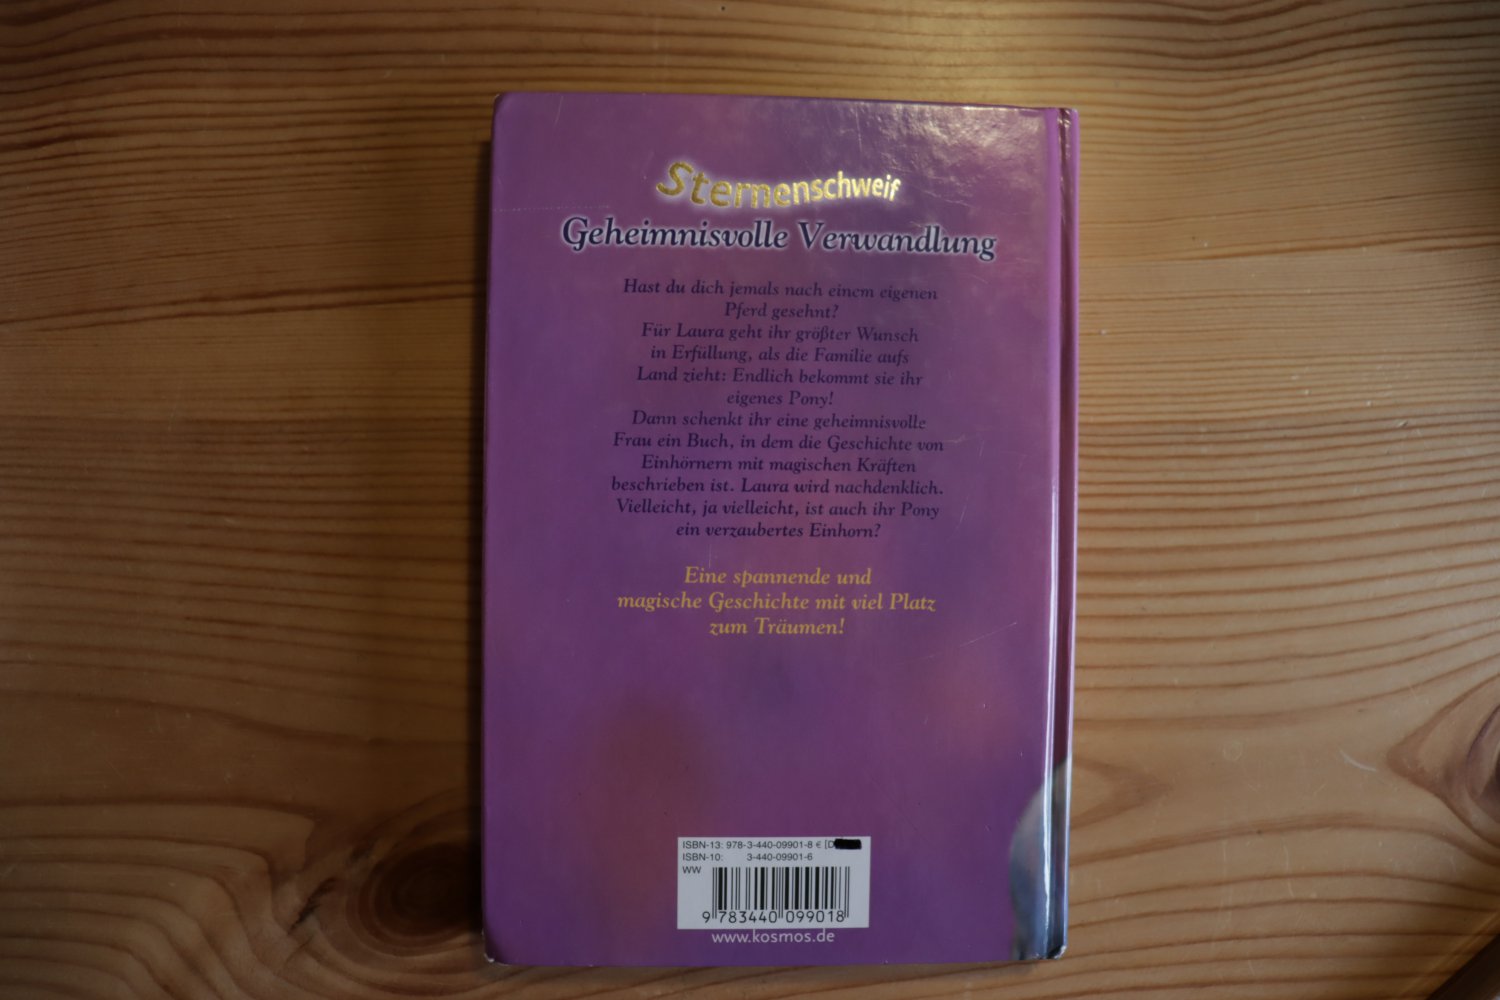 Sternenschweif
Geheimnisvolle Verwandlung
Hast du dich jemals nach einem eigenen
Pferd gesehnt?
Für Laura geht ihr größter Wunsch
in Erfüllung, als die Familie aufs
Land zieht: Endlich bekommt sie ihr
eigenes Pony!
Dann schenkt ihr eine geheimnisvolle
Frau ein Buch, in dem die Geschichte von
Einhörnern mit magischen Kräften
beschrieben ist. Laura wird nachdenklich.
Vielleicht, ja vielleicht, ist auch ihr Pony
ein verzaubertes Einhorn?
Eine spannende und
magische Geschichte mit viel Platz
zum Träumen!
ISBN-13: 978-3-440-09901-8 € [D
ISBN-10: 3-440-09901-6
WW
9 783440 099018
www.kosmos.de